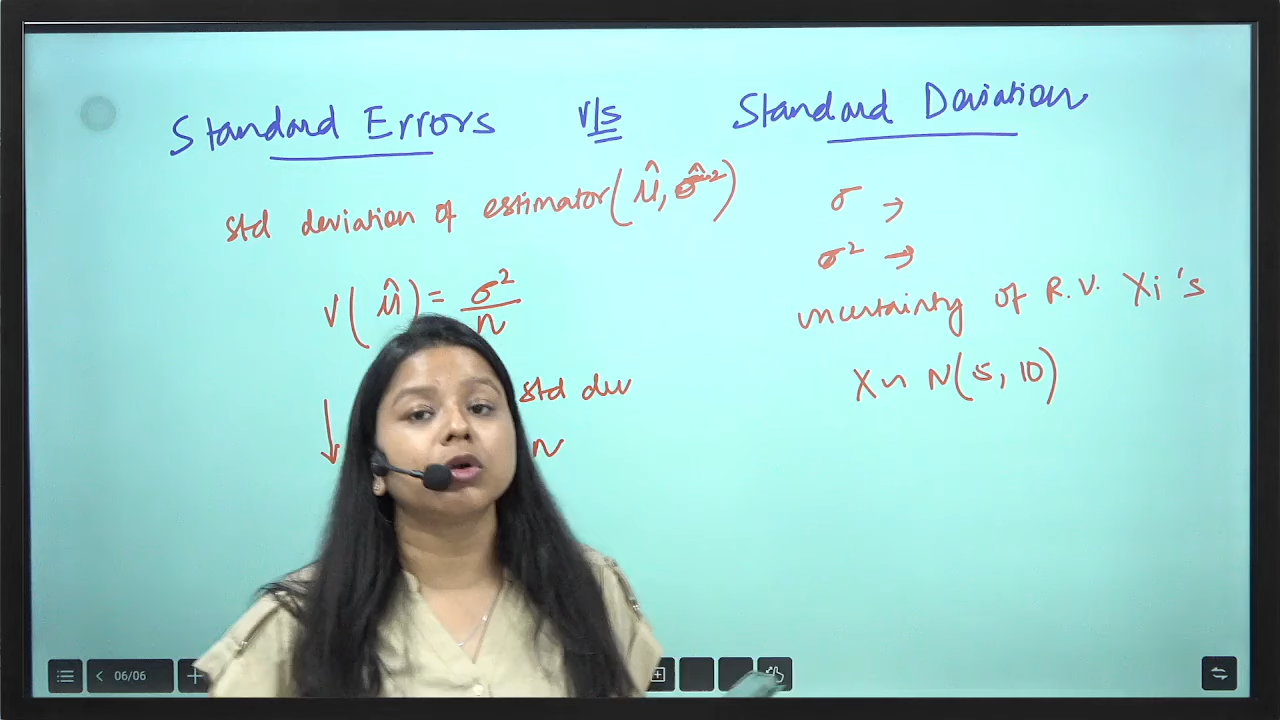 Standard Errors v/s Standard Deviation
std deviation of estimator (μ̂, σ̂²)
V(μ̂) = σ²/n
↓ std dev
n
σ →
σ² →
uncertainty of R.V. Xi's
X ~ N(5, 10)
06/06